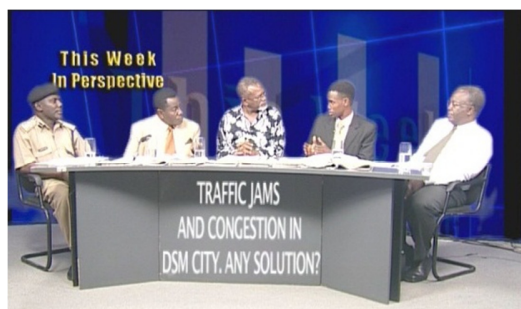 This Week
In Perspective
TRAFFIC JAMS
AND CONGESTION IN
DSM CITY. ANY SOLUTION?